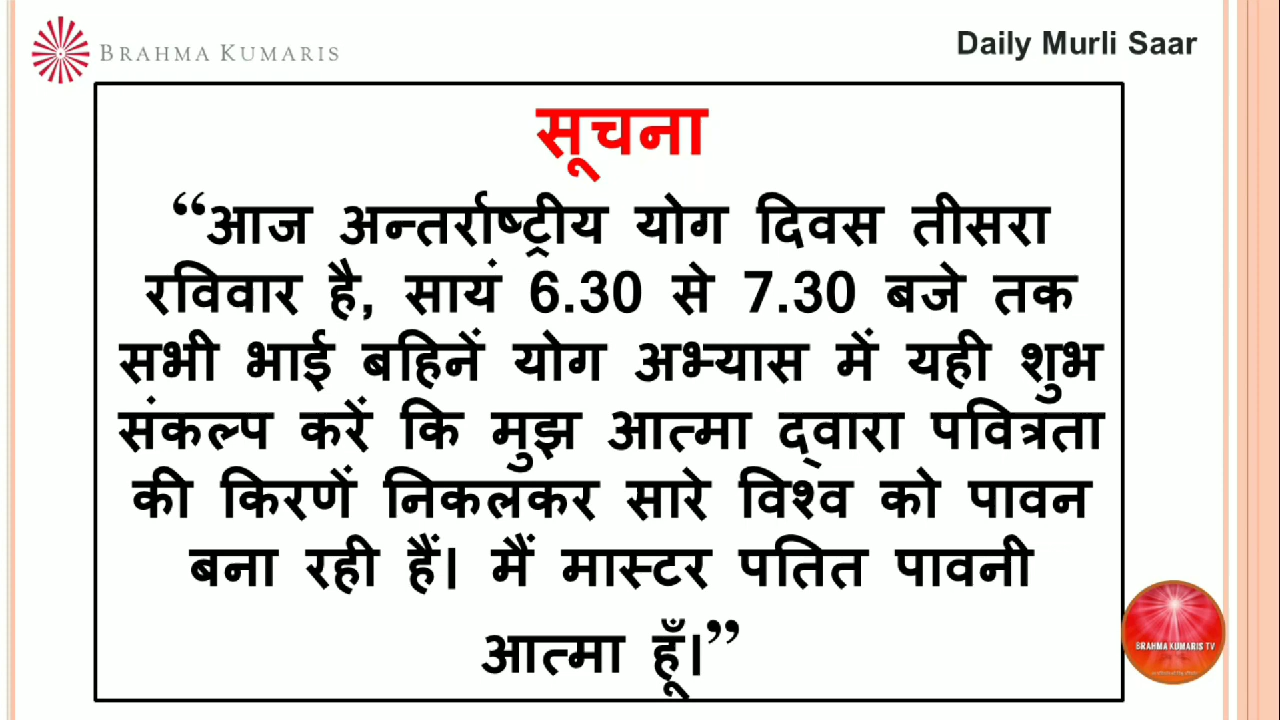 BRAHMA KUMARIS
Daily Murli Saar
सूचना
“आज अन्तर्राष्ट्रीय योग दिवस तीसरा
रविवार है, सायं 6.30 से 7.30 बजे तक
सभी भाई बहिनें योग अभ्यास में यही शुभ
संकल्प करें कि मुझ आत्मा द्वारा पवित्रता
की किरणें निकलकर सारे विश्व को पावन
बना रही हैं। मैं मास्टर पतित पावनी
आत्मा हूँ।”
BRAHMA KUMARIS TV